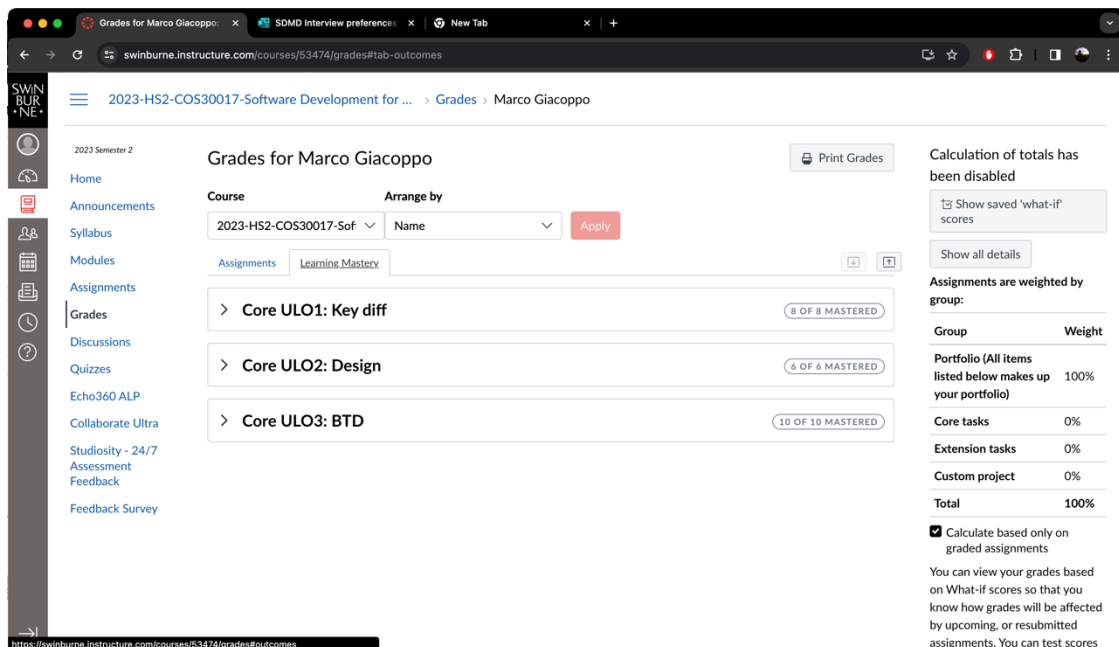 Grades for Marco Giacoppo:
SDMD Interview preferences
New Tab
swinburne.instructure.com/courses/53474/grades#tab-outcomes
SWIN
BUR
• NE •
2023-HS2-COS30017-Software Development for ... > Grades > Marco Giacoppo
2023 Semester 2
Home
Announcements
Syllabus
Modules
Assignments
Grades
Discussions
Quizzes
Echo360 ALP
Collaborate Ultra
Studiosity - 24/7
Assessment
Feedback
Feedback Survey
Grades for Marco Giacoppo
Print Grades
Course
Arrange by
2023-HS2-COS30017-Sof
Name
Apply
Assignments
Learning Mastery
Core ULO1: Key diff
8 OF 8 MASTERED
Core ULO2: Design
6 OF 6 MASTERED
Core ULO3: BTD
10 OF 10 MASTERED
Calculation of totals has
been disabled
Show saved 'what-if'
scores
Show all details
Assignments are weighted by
group:
Group Weight
Portfolio (All items
listed below makes up 100%
your portfolio)
Core tasks 0%
Extension tasks 0%
Custom project 0%
Total 100%
Calculate based only on
graded assignments
You can view your grades based
on What-if scores so that you
know how grades will be affected
by upcoming, or resubmitted
assignments. You can test scores
https://swinburne.instructure.com/courses/53474/grades#outcomes